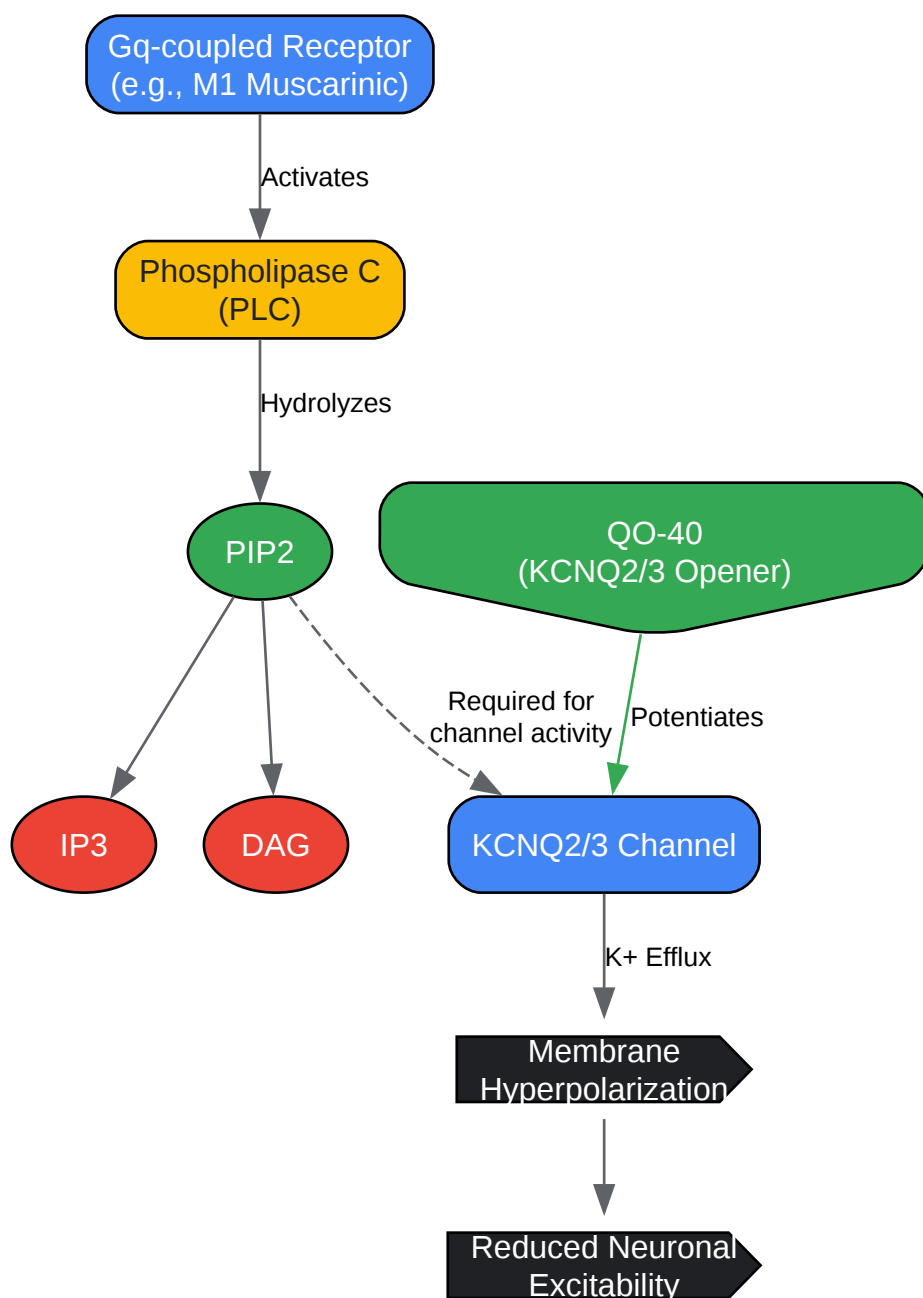 Gq-coupled Receptor
(e.g., M1 Muscarinic)
Activates
Phospholipase C
(PLC)
Hydrolyzes
PIP2
QO-40
(KCNQ2/3 Opener)
Required for
channel activity
Potentiates
IP3
DAG
KCNQ2/3 Channel
K+ Efflux
Membrane
Hyperpolarization
Reduced Neuronal
Excitability